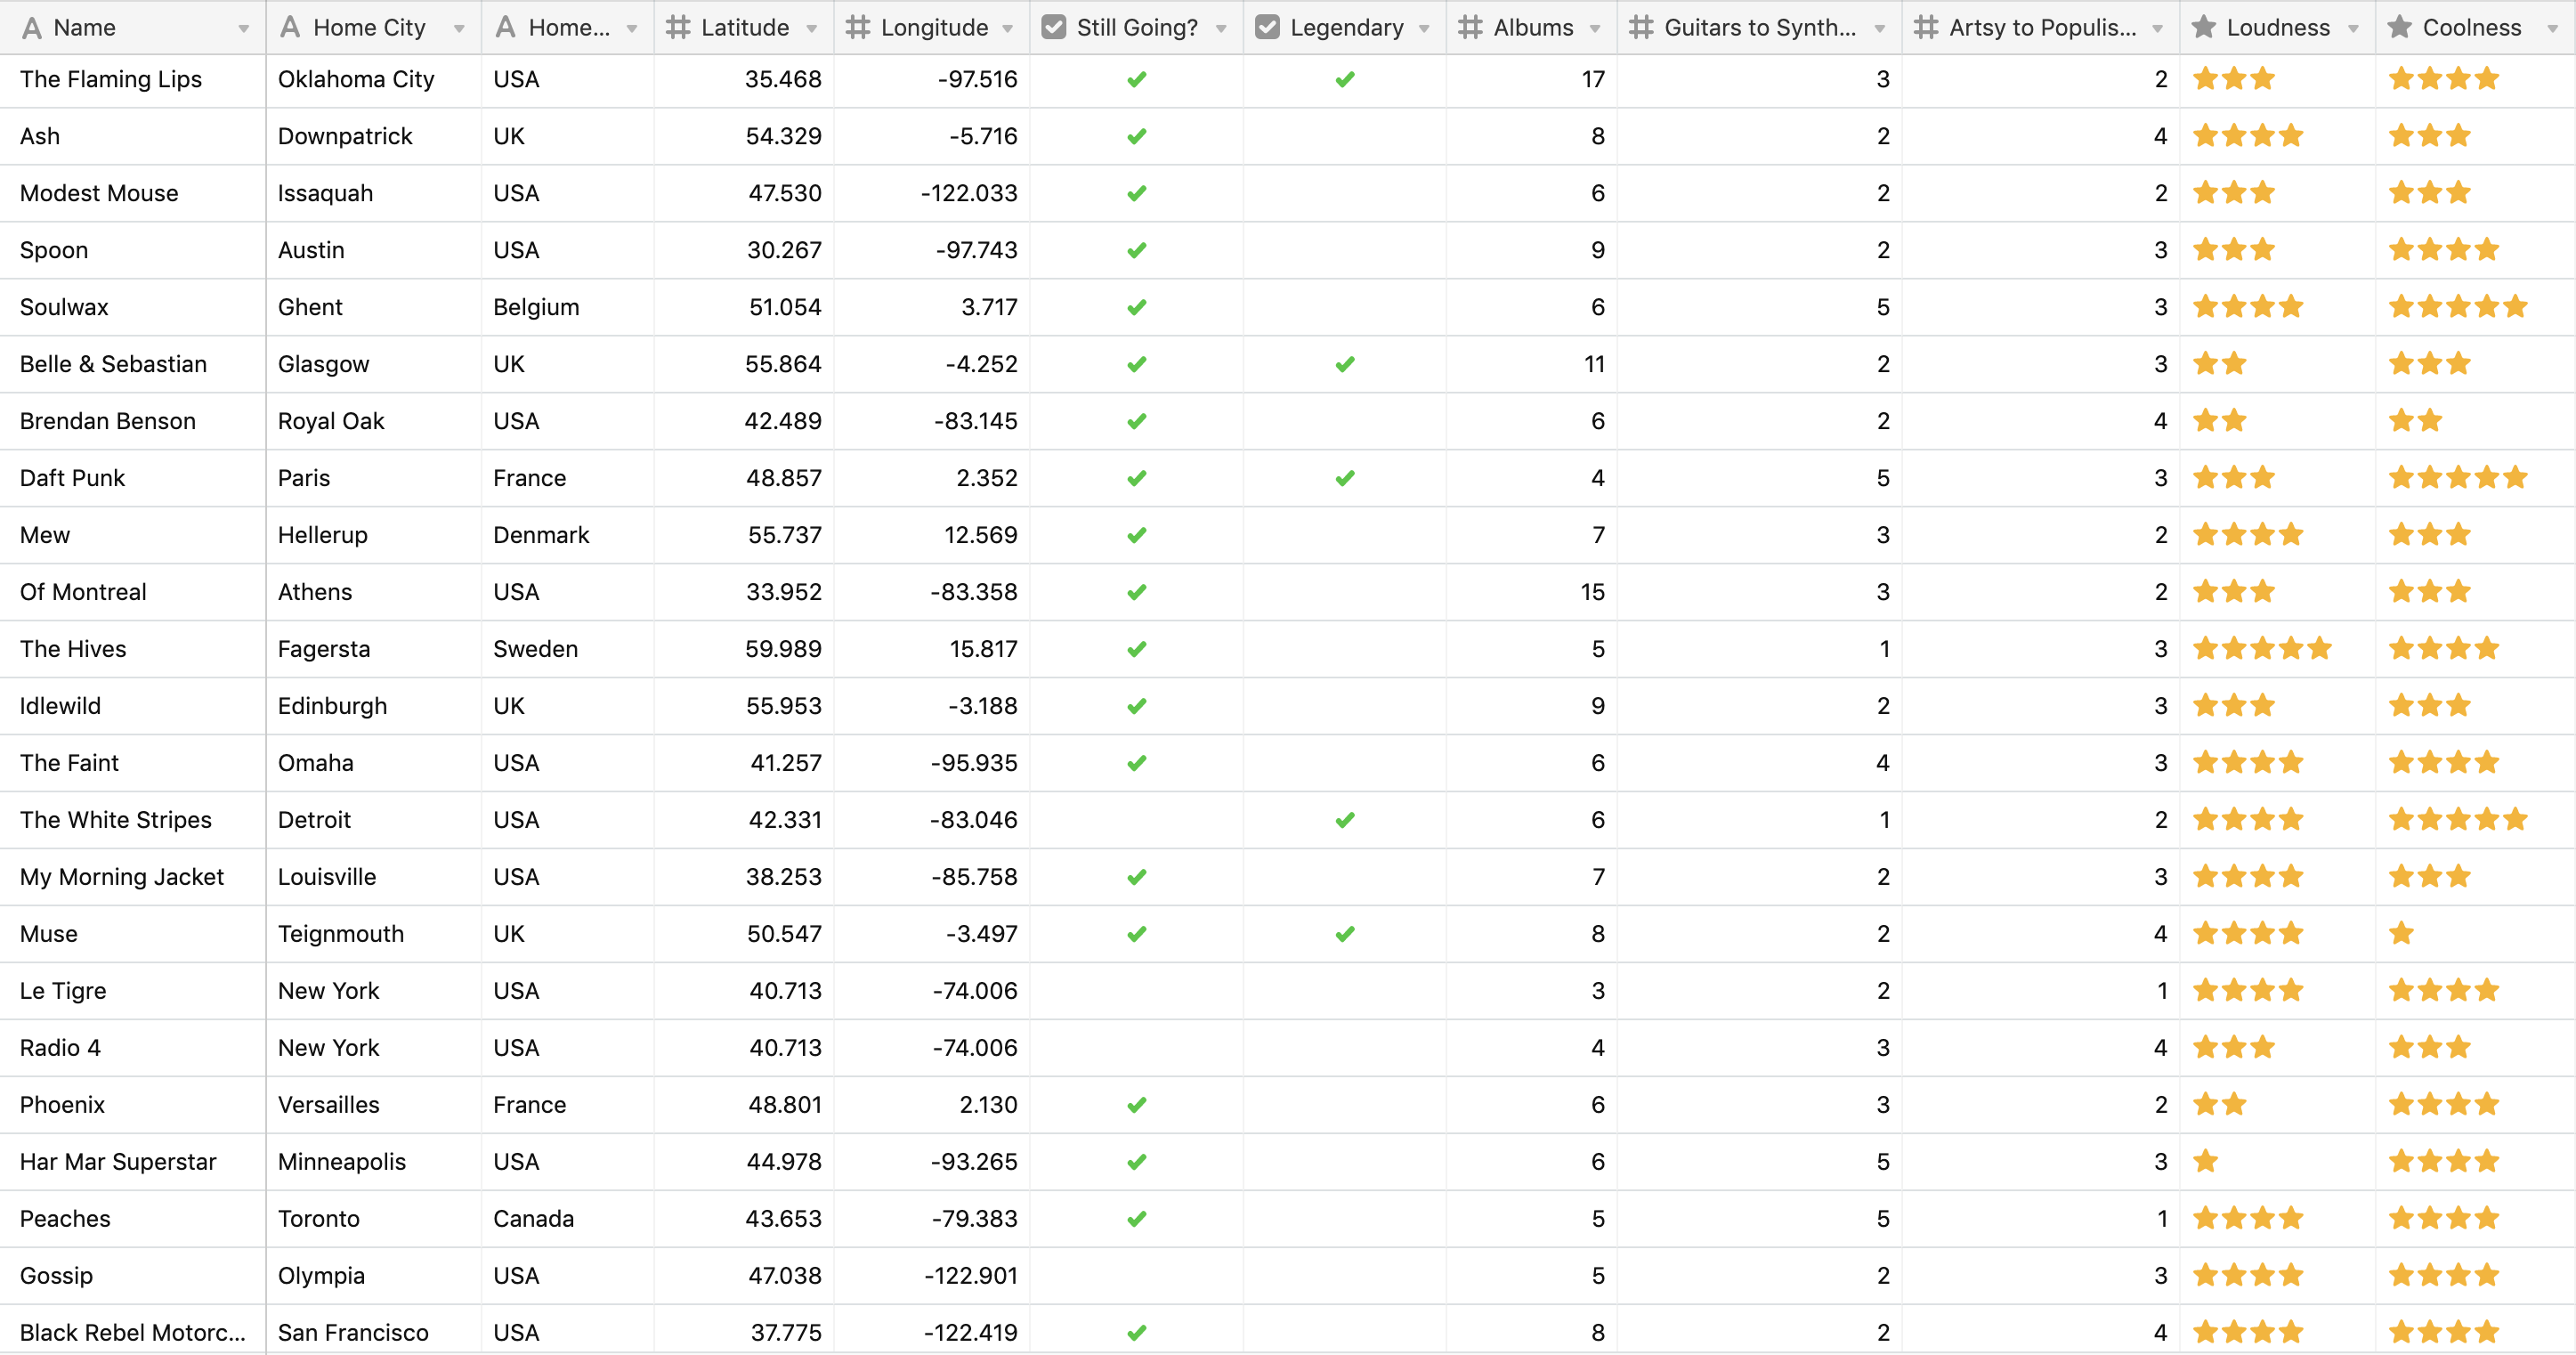 Name Home City Home... Latitude Longitude Still Going? Legendary Albums Guitars to Synth... Artsy to Populis... Loudness Coolness
The Flaming Lips Oklahoma City USA 35.468 -97.516 17 3 2
Ash Downpatrick UK 54.329 -5.716 8 2 4
Modest Mouse Issaquah USA 47.530 -122.033 6 2 2
Spoon Austin USA 30.267 -97.743 9 2 3
Soulwax Ghent Belgium 51.054 3.717 6 5 3
Belle & Sebastian Glasgow UK 55.864 -4.252 11 2 3
Brendan Benson Royal Oak USA 42.489 -83.145 6 2 4
Daft Punk Paris France 48.857 2.352 4 5 3
Mew Hellerup Denmark 55.737 12.569 7 3 2
Of Montreal Athens USA 33.952 -83.358 15 3 2
The Hives Fagersta Sweden 59.989 15.817 5 1 3
Idlewild Edinburgh UK 55.953 -3.188 9 2 3
The Faint Omaha USA 41.257 -95.935 6 4 3
The White Stripes Detroit USA 42.331 -83.046 6 1 2
My Morning Jacket Louisville USA 38.253 -85.758 7 2 3
Muse Teignmouth UK 50.547 -3.497 8 2 4
Le Tigre New York USA 40.713 -74.006 3 2 1
Radio 4 New York USA 40.713 -74.006 4 3 4
Phoenix Versailles France 48.801 2.130 6 3 2
Har Mar Superstar Minneapolis USA 44.978 -93.265 6 5 3
Peaches Toronto Canada 43.653 -79.383 5 5 1
Gossip Olympia USA 47.038 -122.901 5 2 3
Black Rebel Motorc... San Francisco USA 37.775 -122.419 8 2 4